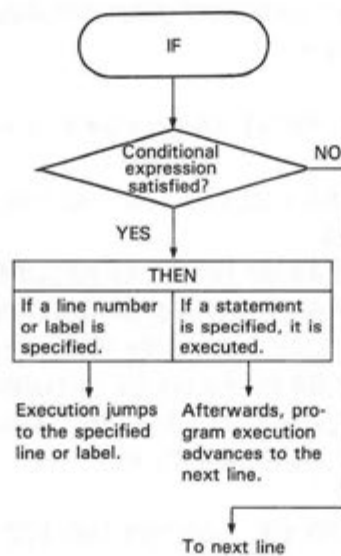 IF
Conditional
expression
satisfied?
NO
YES
THEN
If a line number
or label is
specified.
If a statement
is specified, it is
executed.
Execution jumps
to the specified
line or label.
Afterwards, pro-
gram execution
advances to the
next line.
To next line